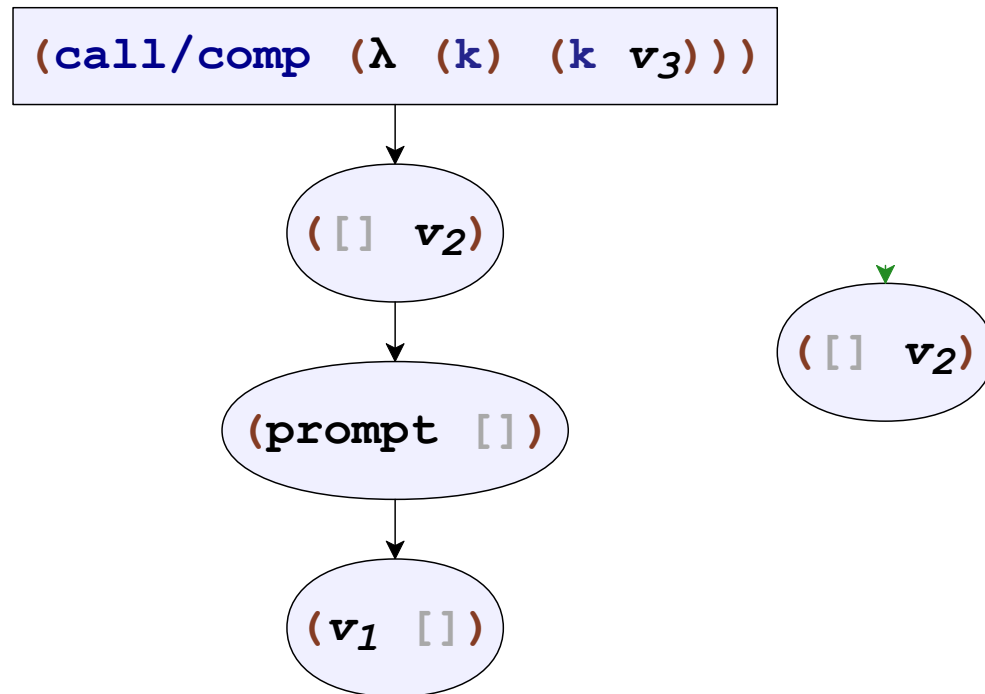 (call/comp (λ (k) (k v₃)))
([] v₂)
([] v₂)
(prompt [])
(v₁ [])